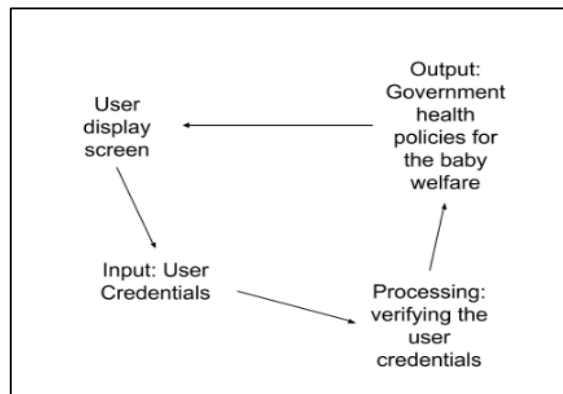 User
display
screen
Output:
Government
health
policies for
the baby
welfare
Input: User
Credentials
Processing:
verifying the
user
credentials